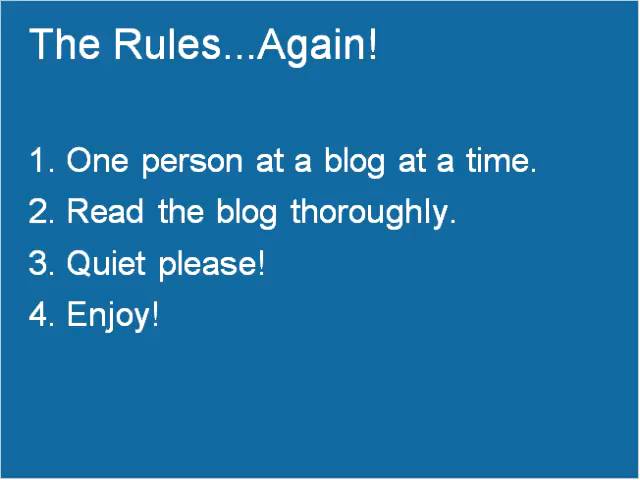 The Rules...Again!
1. One person at a blog at a time.
2. Read the blog thoroughly.
3. Quiet please!
4. Enjoy!